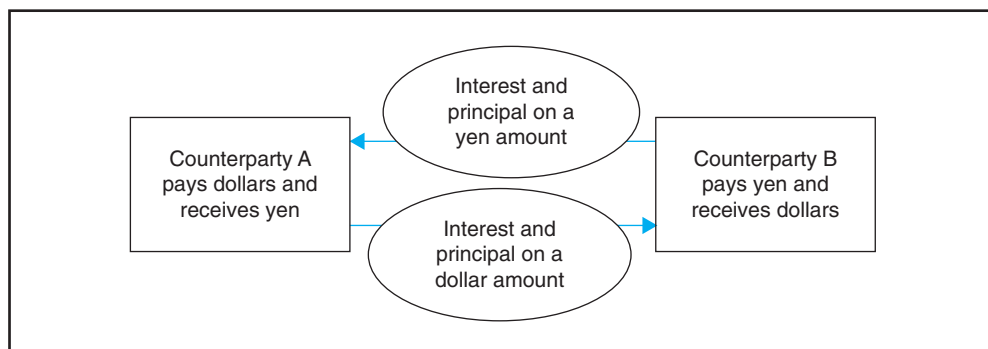 Interest and
principal on a
yen amount
Counterparty A
pays dollars and
receives yen
Counterparty B
pays yen and
receives dollars
Interest and
principal on a
dollar amount